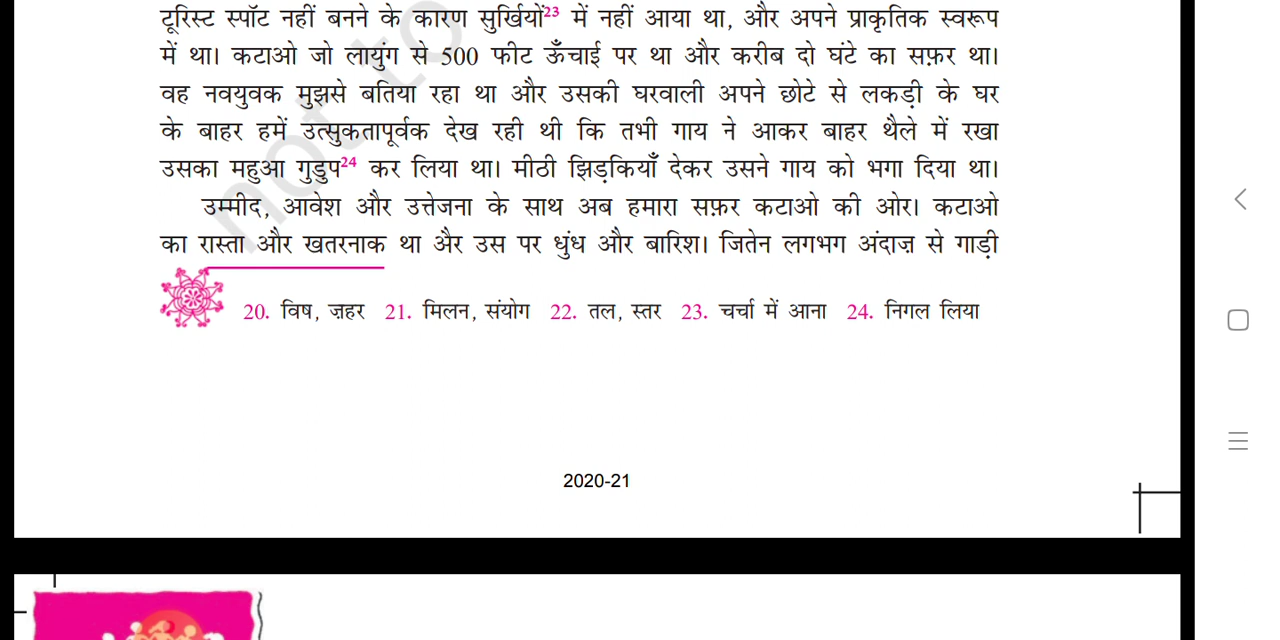 टूरिस्ट स्पॉट नहीं बनने के कारण सुर्खियों23 में नहीं आया था, और अपने प्राकृतिक स्वरूप
में था। कटाओ जो लायुंग से 500 फीट ऊँचाई पर था और करीब दो घंटे का सफ़र था।
वह नवयुवक मुझसे बतिया रहा था और उसकी घरवाली अपने छोटे से लकड़ी के घर
के बाहर हमें उत्सुकतापूर्वक देख रही थी कि तभी गाय ने आकर बाहर थैले में रखा
उसका महुआ गुडुप24 कर लिया था। मीठी झिड़कियाँ देकर उसने गाय को भगा दिया था।
उम्मीद, आवेश और उत्तेजना के साथ अब हमारा सफ़र कटाओ की ओर। कटाओ
का रास्ता और खतरनाक था अैर उस पर धुंध और बारिश। जितेन लगभग अंदाज़ से गाड़ी
20. विष, ज़हर 21. मिलन, संयोग 22. तल, स्तर 23. चर्चा में आना 24. निगल लिया
2020-21
not to